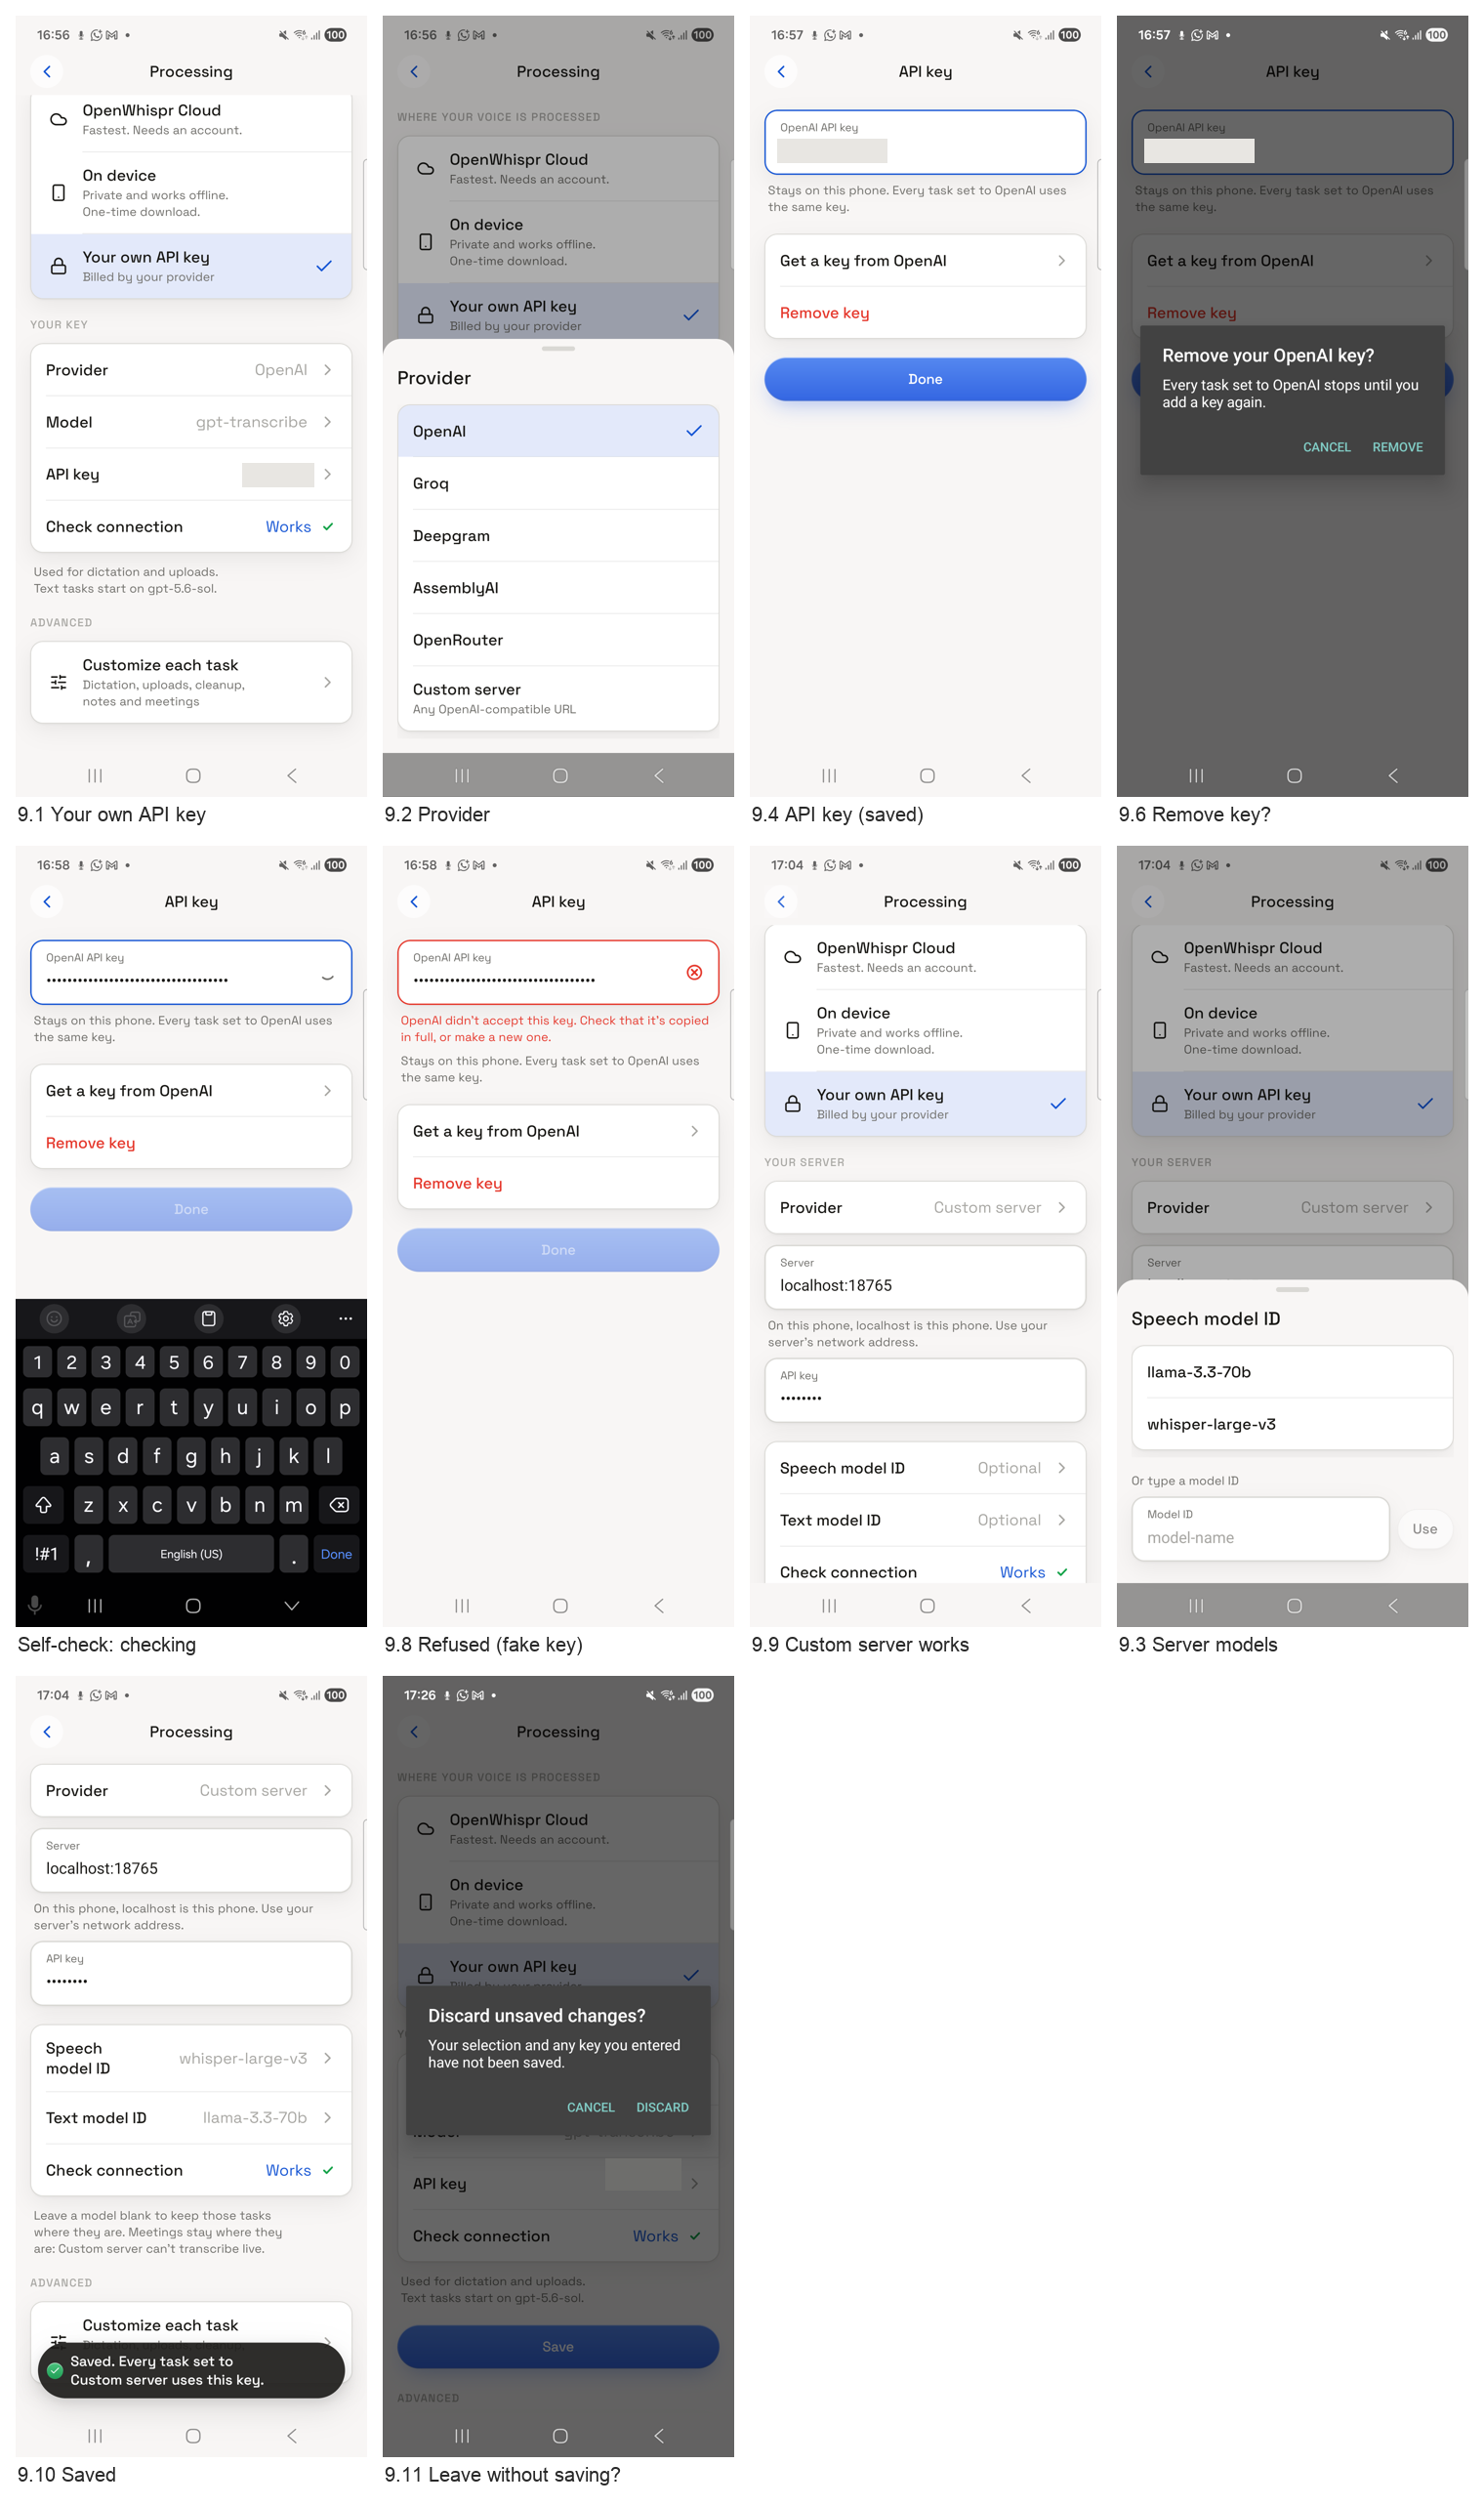 16:56
100
Processing
OpenWhispr Cloud
Fastest. Needs an account.
On device
Private and works offline.
One-time download.
Your own API key
Billed by your provider
YOUR KEY
Provider
OpenAI
Model
gpt-transcribe
API key
Check connection
Works
Used for dictation and uploads.
Text tasks start on gpt-5.6-sol.
ADVANCED
Customize each task
Dictation, uploads, cleanup,
notes and meetings
9.1 Your own API key
16:56
100
Processing
WHERE YOUR VOICE IS PROCESSED
OpenWhispr Cloud
Fastest. Needs an account.
On device
Private and works offline.
One-time download.
Your own API key
Billed by your provider
Provider
OpenAI
Groq
Deepgram
AssemblyAI
OpenRouter
Custom server
Any OpenAI-compatible URL
9.2 Provider
16:57
100
API key
OpenAI API key
Stays on this phone. Every task set to OpenAI uses
the same key.
Get a key from OpenAI
Remove key
Done
9.4 API key (saved)
16:57
100
API key
OpenAI API key
Stays on this phone. Every task set to OpenAI uses
the same key.
Get a key from OpenAI
Remove key
Remove your OpenAI key?
Every task set to OpenAI stops until you
add a key again.
CANCEL REMOVE
9.6 Remove key?
16:58
100
API key
OpenAI API key
••••••••••••••••••••••••••••••••••••
Stays on this phone. Every task set to OpenAI uses
the same key.
Get a key from OpenAI
Remove key
Done
1 2 3 4 5 6 7 8 9 0
q w e r t y u i o p
a s d f g h j k l
z x c v b n m
!#1 , English (US) . Done
Self-check: checking
16:58
100
API key
OpenAI API key
••••••••••••••••••••••••••••••••••••
OpenAI didn't accept this key. Check that it's copied
in full, or make a new one.
Stays on this phone. Every task set to OpenAI uses
the same key.
Get a key from OpenAI
Remove key
Done
9.8 Refused (fake key)
17:04
100
Processing
OpenWhispr Cloud
Fastest. Needs an account.
On device
Private and works offline.
One-time download.
Your own API key
Billed by your provider
YOUR SERVER
Provider
Custom server
Server
localhost:18765
On this phone, localhost is this phone. Use your
server's network address.
API key
••••••••
Speech model ID
Optional
Text model ID
Optional
Check connection
Works
9.9 Custom server works
17:04
100
Processing
OpenWhispr Cloud
Fastest. Needs an account.
On device
Private and works offline.
One-time download.
Your own API key
Billed by your provider
YOUR SERVER
Provider
Custom server
Server
Speech model ID
llama-3.3-70b
whisper-large-v3
Or type a model ID
Model ID
model-name
Use
9.3 Server models
17:04
100
Processing
Provider
Custom server
Server
localhost:18765
On this phone, localhost is this phone. Use your
server's network address.
API key
••••••••
Speech
model ID
whisper-large-v3
Text model ID
llama-3.3-70b
Check connection
Works
Leave a model blank to keep those tasks
where they are. Meetings stay where they
are: Custom server can't transcribe live.
ADVANCED
Customize each task
Saved. Every task set to
Custom server uses this key.
9.10 Saved
17:26
100
Processing
WHERE YOUR VOICE IS PROCESSED
OpenWhispr Cloud
Fastest. Needs an account.
On device
Private and works offline.
One-time download.
Your own API key
Discard unsaved changes?
Your selection and any key you entered
have not been saved.
CANCEL DISCARD
API key
Check connection
Works
Used for dictation and uploads.
Text tasks start on gpt-5.6-sol.
Save
ADVANCED
9.11 Leave without saving?